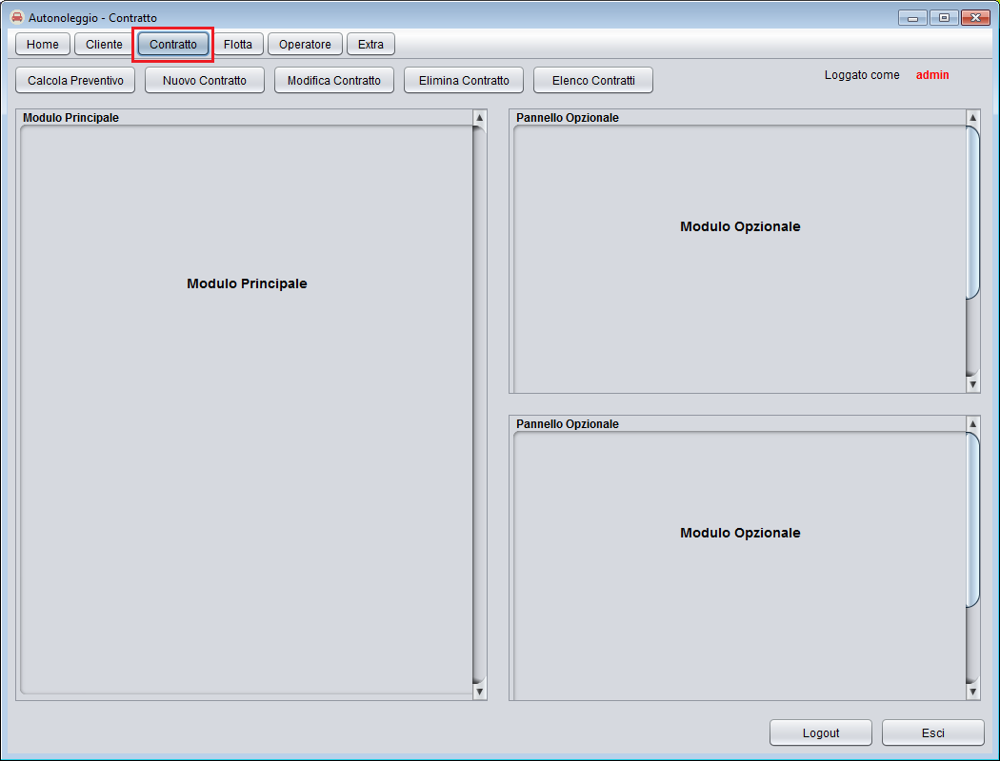 Autonoleggio - Contratto
Home Cliente Contratto Flotta Operatore Extra
Calcola Preventivo Nuovo Contratto Modifica Contratto Elimina Contratto Elenco Contratti Loggato come admin
Modulo Principale
Modulo Principale
Pannello Opzionale
Modulo Opzionale
Pannello Opzionale
Modulo Opzionale
Logout Esci